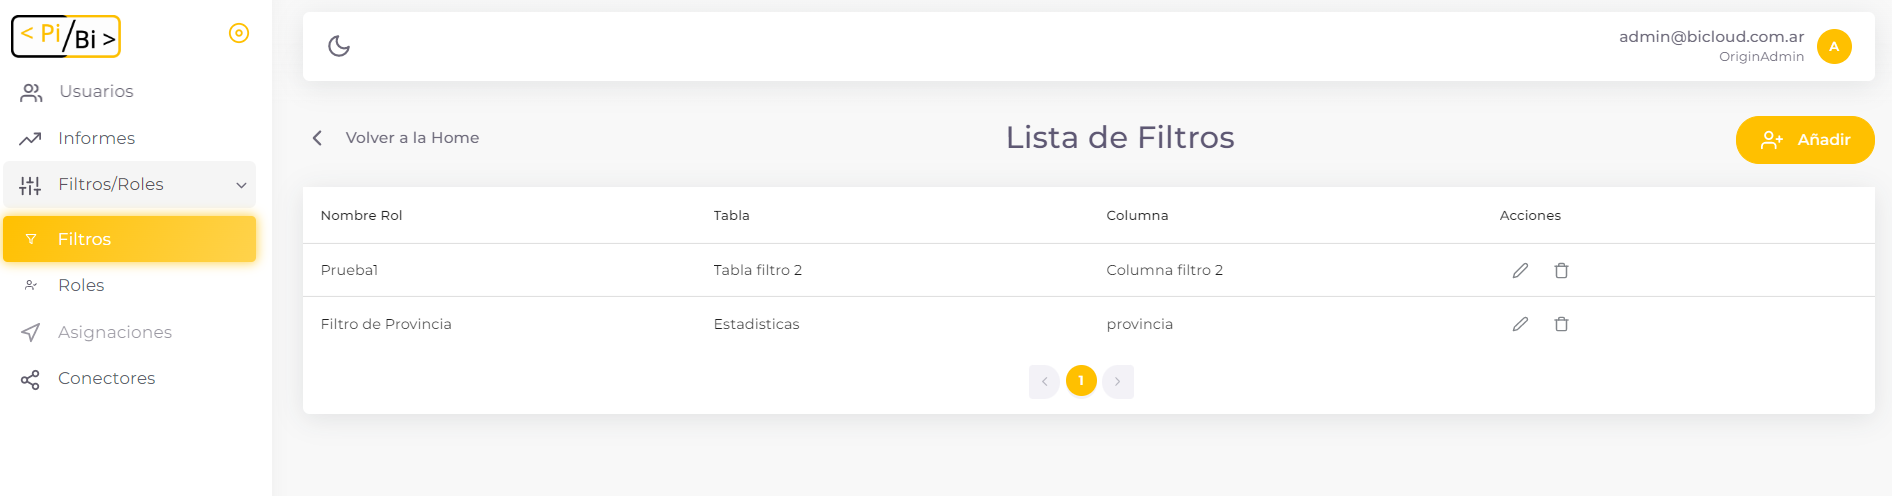 < Pi/Bi >
Usuarios
Informes
Filtros/Roles
Filtros
Roles
Asignaciones
Conectores
admin@bicloud.com.ar
OriginAdmin
A
Volver a la Home
Lista de Filtros
Añadir
Nombre Rol Tabla Columna Acciones
Prueba1 Tabla filtro 2 Columna filtro 2
Filtro de Provincia Estadisticas provincia
1